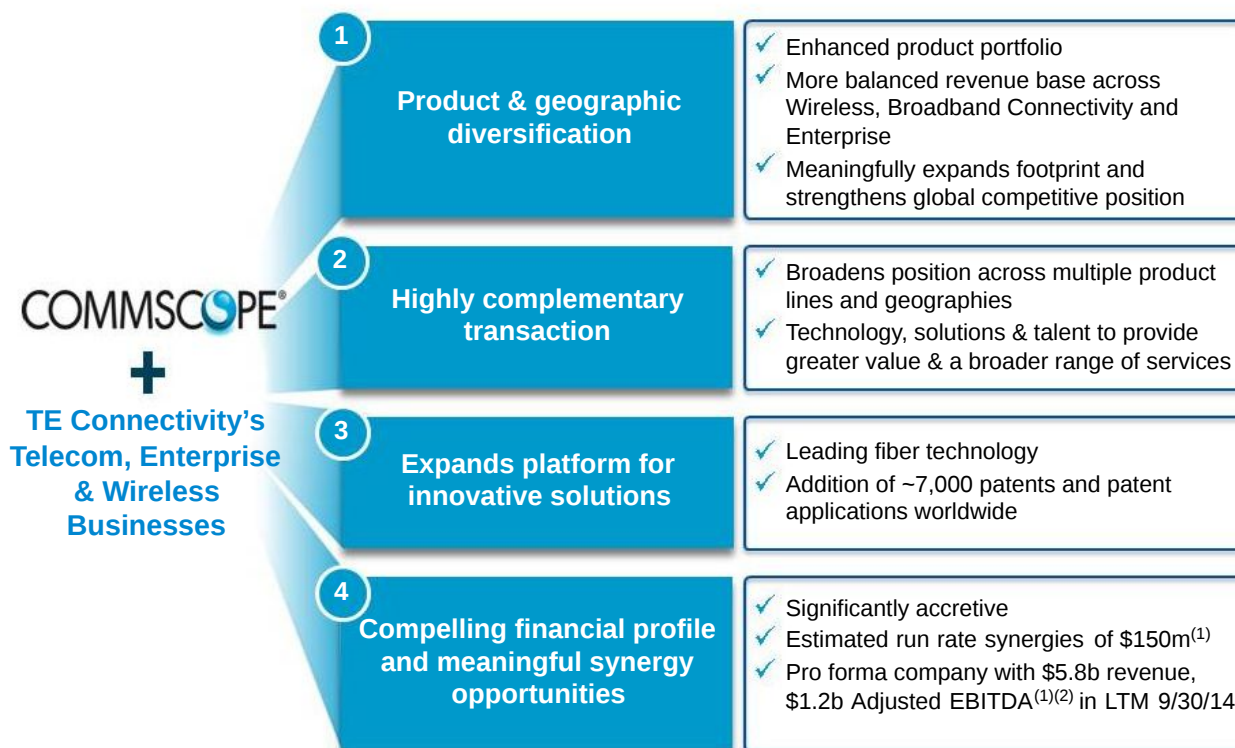 COMMSCOPE®
+
TE Connectivity’s
Telecom, Enterprise
& Wireless
Businesses
1
Product & geographic
diversification
✓ Enhanced product portfolio
✓ More balanced revenue base across
Wireless, Broadband Connectivity and
Enterprise
✓ Meaningfully expands footprint and
strengthens global competitive position
2
Highly complementary
transaction
✓ Broadens position across multiple product
lines and geographies
✓ Technology, solutions & talent to provide
greater value & a broader range of services
3
Expands platform for
innovative solutions
✓ Leading fiber technology
✓ Addition of ~7,000 patents and patent
applications worldwide
4
Compelling financial profile
and meaningful synergy
opportunities
✓ Significantly accretive
✓ Estimated run rate synergies of $150m(1)
✓ Pro forma company with $5.8b revenue,
$1.2b Adjusted EBITDA(1)(2) in LTM 9/30/14